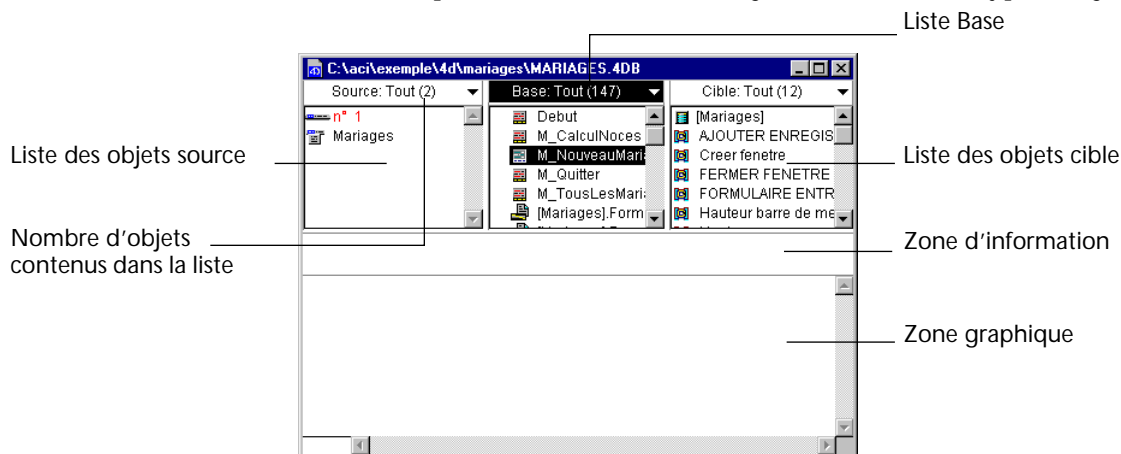 Liste Base
C:\aci\exemple\4d\mariages\MARIAGES.4DB
Source: Tout (2)
Base: Tout (147)
Cible: Tout (12)
n° 1
Mariages
Debut
M_CalculNoces
M_NouveauMaria
M_Quitter
M_TousLesMaria
[Mariages].Form
[Mariages]
AJOUTER ENREGIS
Creer fenetre
FERMER FENETRE
FORMULAIRE ENTR
Hauteur barre de me
Liste des objets source
Liste des objets cible
Nombre d'objets
contenus dans la liste
Zone d'information
Zone graphique